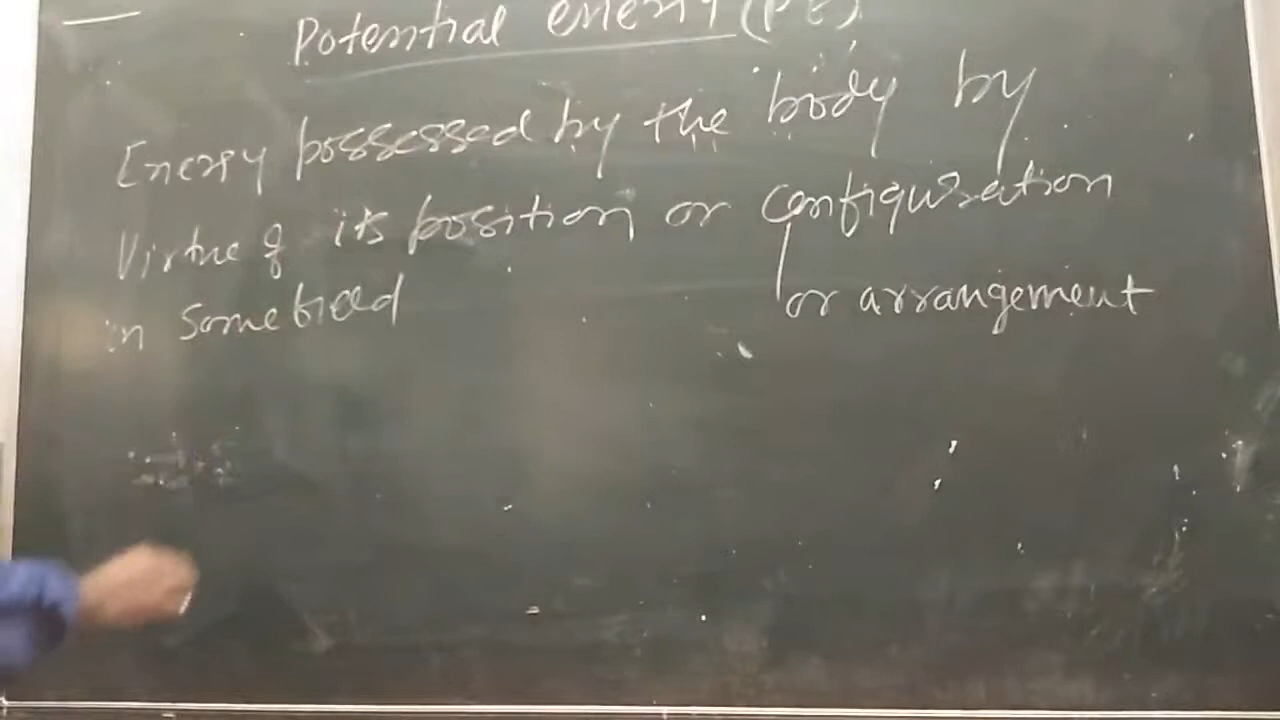 Potential energy (PE)
Energy possessed by the body by
Virtue of its position or configuration
or arrangement
in some field